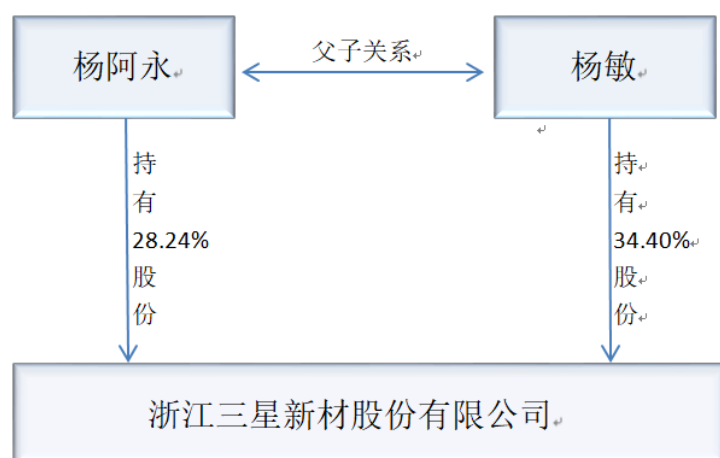 杨阿永
父子关系
杨敏
持
有
28.24%
股
份
持
有
34.40%
股
份
浙江三星新材股份有限公司